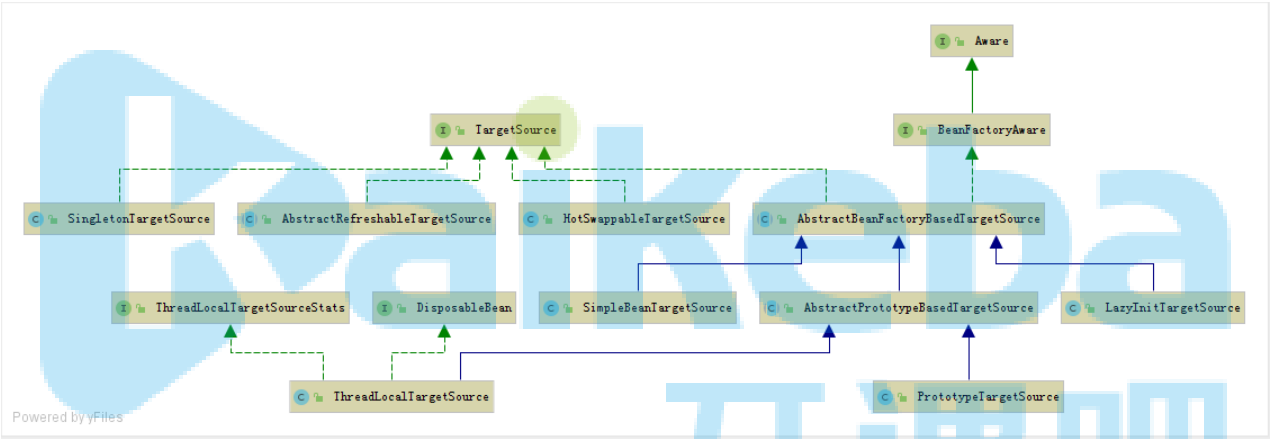 Aware
TargetSource
BeanFactoryAware
SingletonTargetSource
AbstractRefreshableTargetSource
HotSwappableTargetSource
AbstractBeanFactoryBasedTargetSource
ThreadLocalTargetSourceStats
DisposableBean
SimpleBeanTargetSource
AbstractPrototypeBasedTargetSource
LazyInitTargetSource
ThreadLocalTargetSource
PrototypeTargetSource
Powered by yFiles
kaikeba